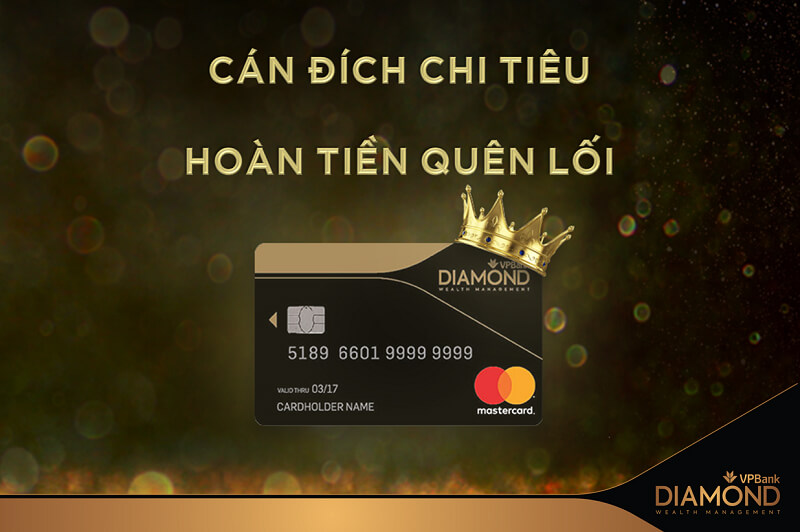 CÁN ĐÍCH CHI TIÊU
HOÀN TIỀN QUÊN LỐI
VPBank
DIAMOND
WEALTH MANAGEMENT
5189 6601 9999 9999
VALID THRU 03/17
CARDHOLDER NAME
mastercard.
VPBank
DIAMOND
WEALTH MANAGEMENT